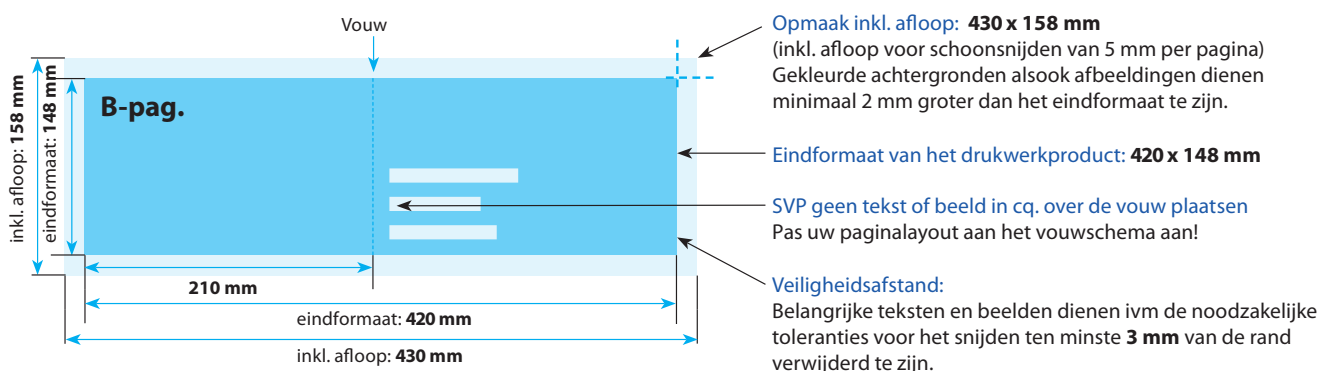 Vouw
B-pag.
inkl. afloop: 158 mm
eindformaat: 148 mm
210 mm
eindformaat: 420 mm
inkl. afloop: 430 mm
Opmaak inkl. afloop: 430 x 158 mm
(inkl. afloop voor schoonsnijden van 5 mm per pagina)
Gekleurde achtergronden alsook afbeeldingen dienen
minimaal 2 mm groter dan het eindformaat te zijn.
Eindformaat van het drukwerkproduct: 420 x 148 mm
SVP geen tekst of beeld in cq. over de vouw plaatsen
Pas uw paginalayout aan het vouwschema aan!
Veiligheidsafstand:
Belangrijke teksten en beelden dienen ivm de noodzakelijke
toleranties voor het snijden ten minste 3 mm van de rand
verwijderd te zijn.